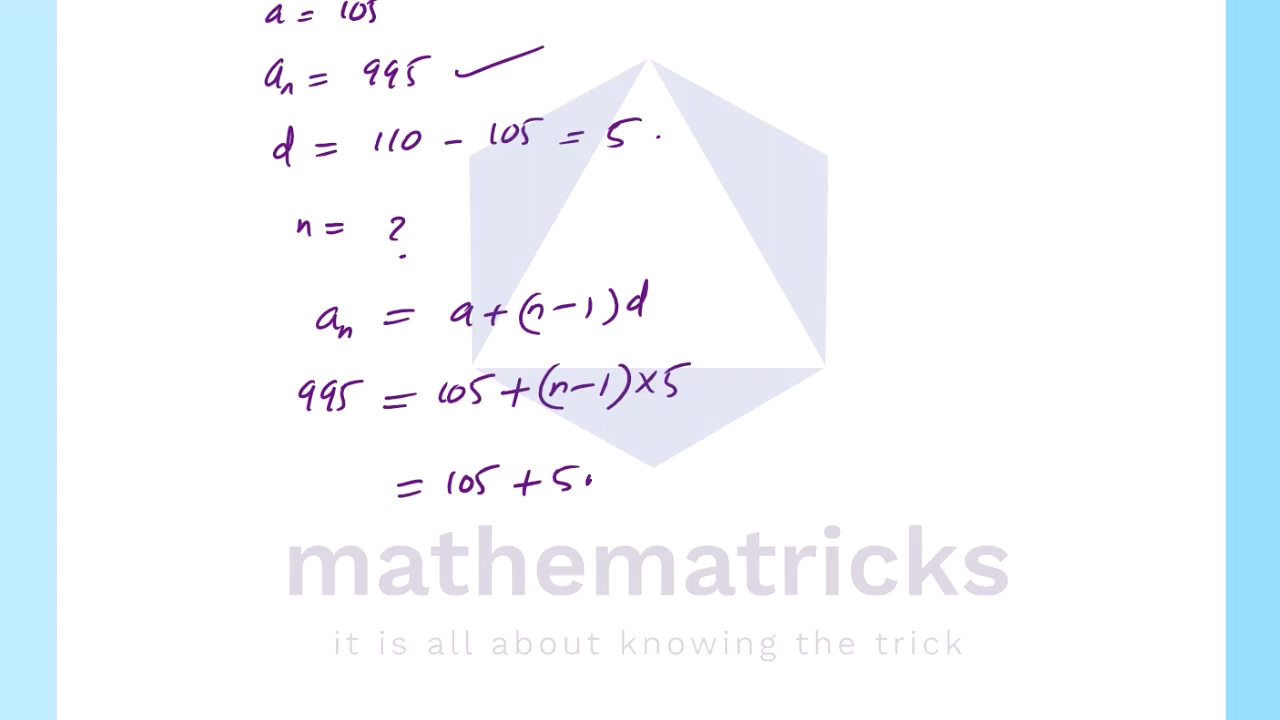 a = 105
aₙ = 995
d = 110 - 105 = 5 .
n = ?
aₙ = a+(n-1)d
995 = 105+(n-1)×5
= 105 + 5
mathematricks
it is all about knowing the trick